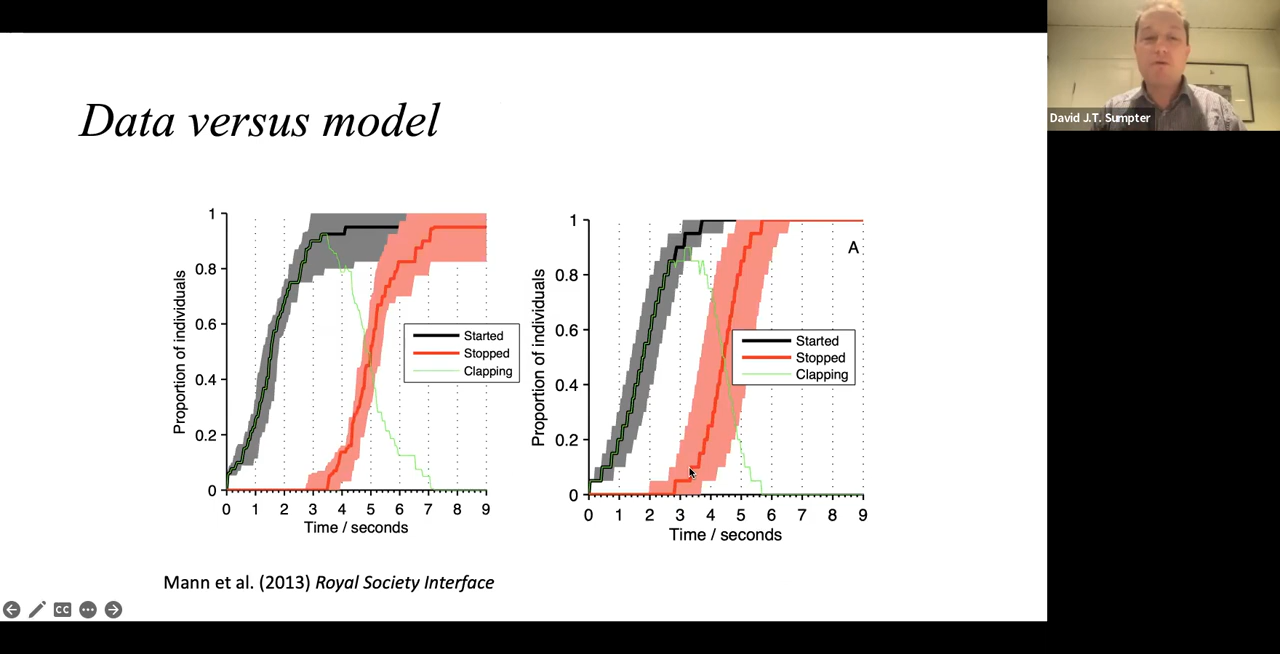 Data versus model
David J.T. Sumpter
1
0.8
0.6
0.4
0.2
0
Proportion of individuals
Started
Stopped
Clapping
0 1 2 3 4 5 6 7 8 9
Time / seconds
1
0.8
0.6
0.4
0.2
0
Proportion of individuals
A
Started
Stopped
Clapping
0 1 2 3 4 5 6 7 8 9
Time / seconds
Mann et al. (2013) Royal Society Interface
CC